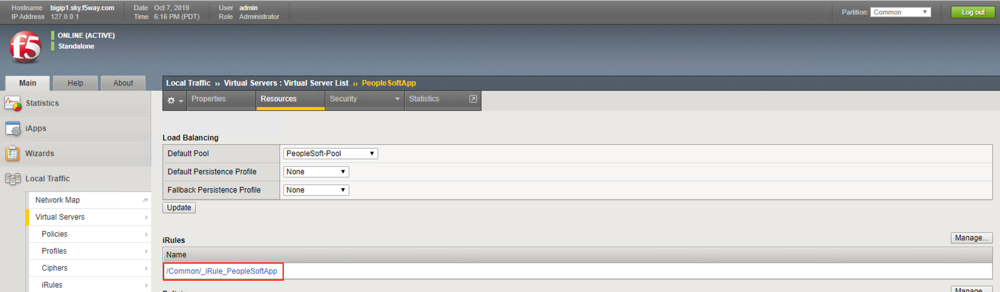 Hostname bigip1.sky.f5way.com Date Oct 7, 2019 User admin
IP Address 127.0.0.1 Time 6:16 PM (PDT) Role Administrator
Partition: Common Log out
f5
ONLINE (ACTIVE)
Standalone
Main Help About
Local Traffic ›› Virtual Servers : Virtual Server List ›› PeopleSoftApp
Properties Resources Security Statistics
Statistics
iApps
Wizards
Local Traffic
Network Map
Virtual Servers
Policies
Profiles
Ciphers
iRules
Load Balancing
Default Pool PeopleSoft-Pool
Default Persistence Profile None
Fallback Persistence Profile None
Update
iRules Manage...
Name
/Common/_iRule_PeopleSoftApp
Policies Manage...